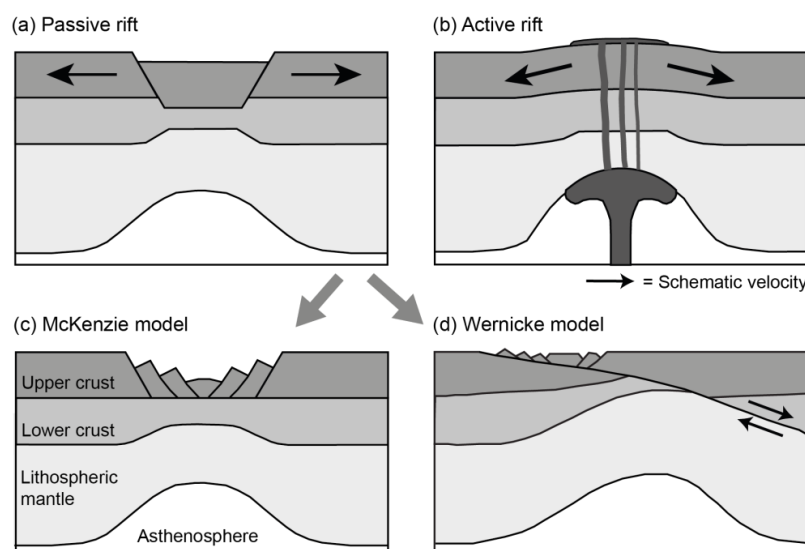 (a) Passive rift
(b) Active rift
= Schematic velocity
(c) McKenzie model
(d) Wernicke model
Upper crust
Lower crust
Lithospheric
mantle
Asthenosphere